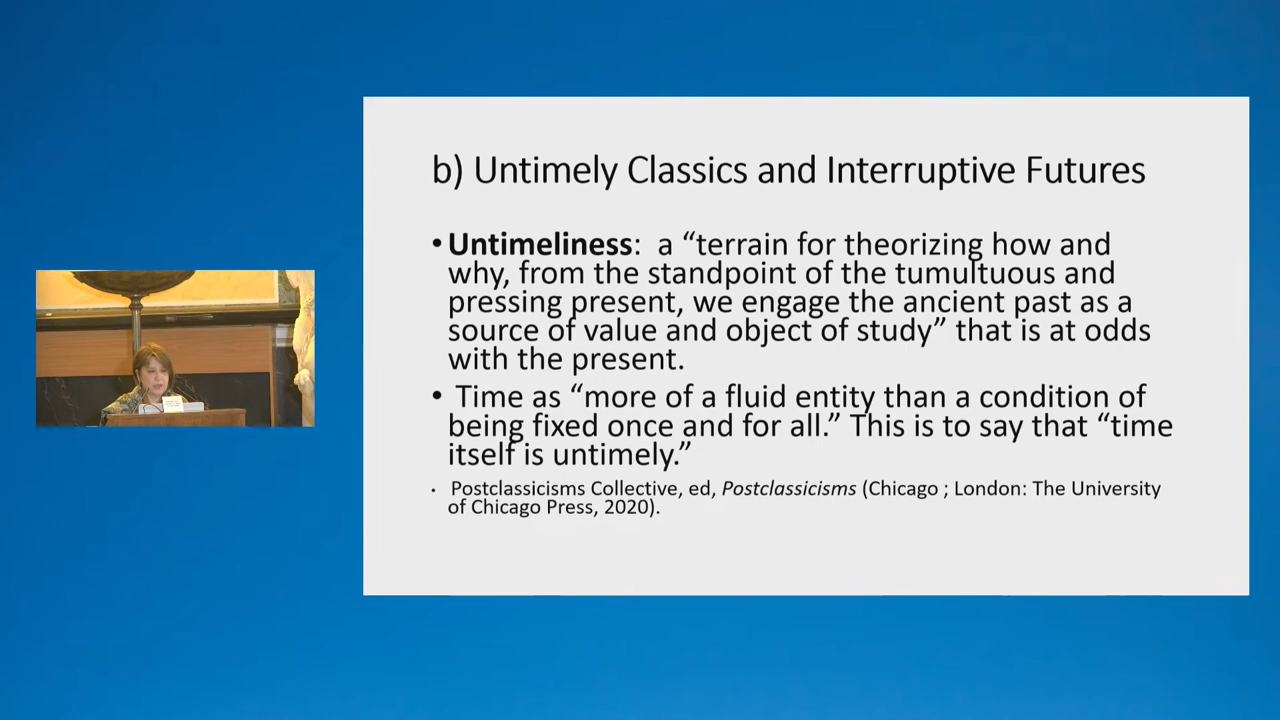 b) Untimely Classics and Interruptive Futures
• Untimeliness:  a “terrain for theorizing how and
why, from the standpoint of the tumultuous and
pressing present, we engage the ancient past as a
source of value and object of study” that is at odds
with the present.
• Time as “more of a fluid entity than a condition of
being fixed once and for all.” This is to say that “time
itself is untimely.”
• Postclassicisms Collective, ed, Postclassicisms (Chicago ; London: The University
of Chicago Press, 2020).